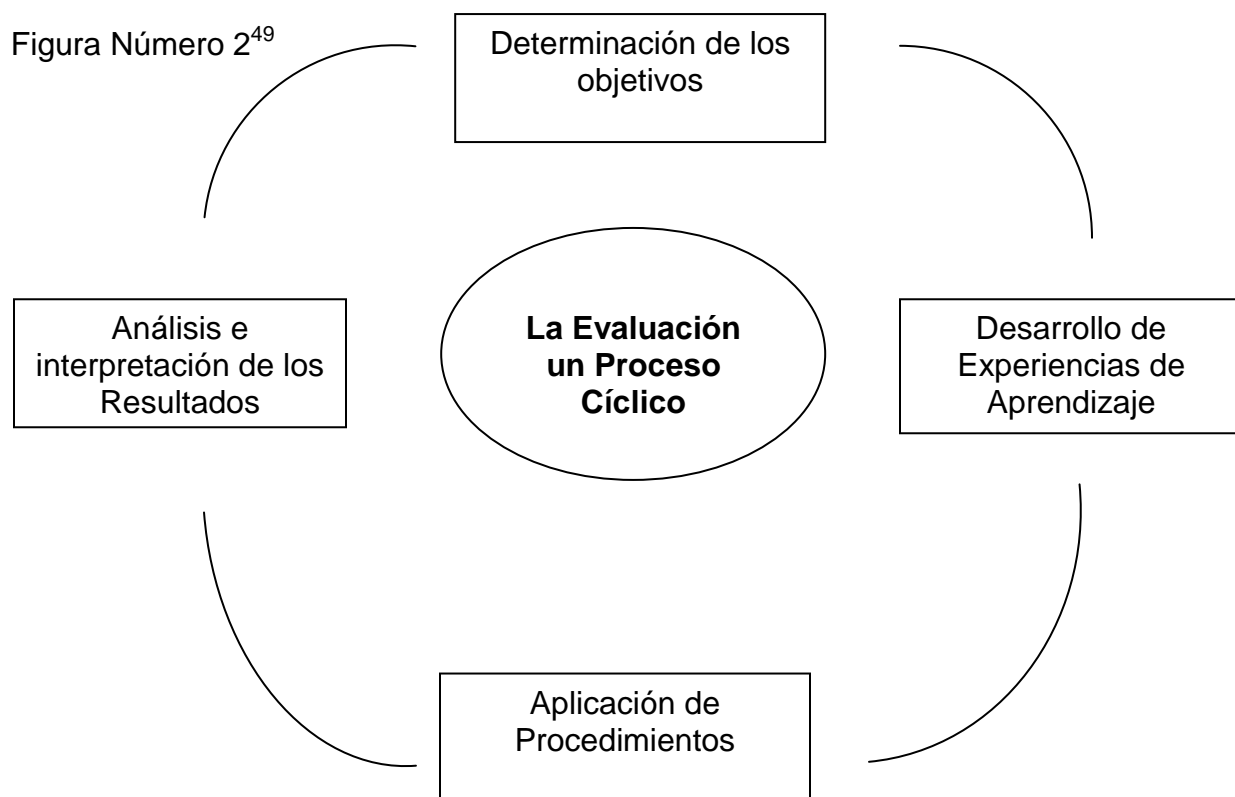 Figura Número 2⁴⁹
Determinación de los
objetivos
Análisis e
interpretación de los
Resultados
La Evaluación
un Proceso
Cíclico
Desarrollo de
Experiencias de
Aprendizaje
Aplicación de
Procedimientos